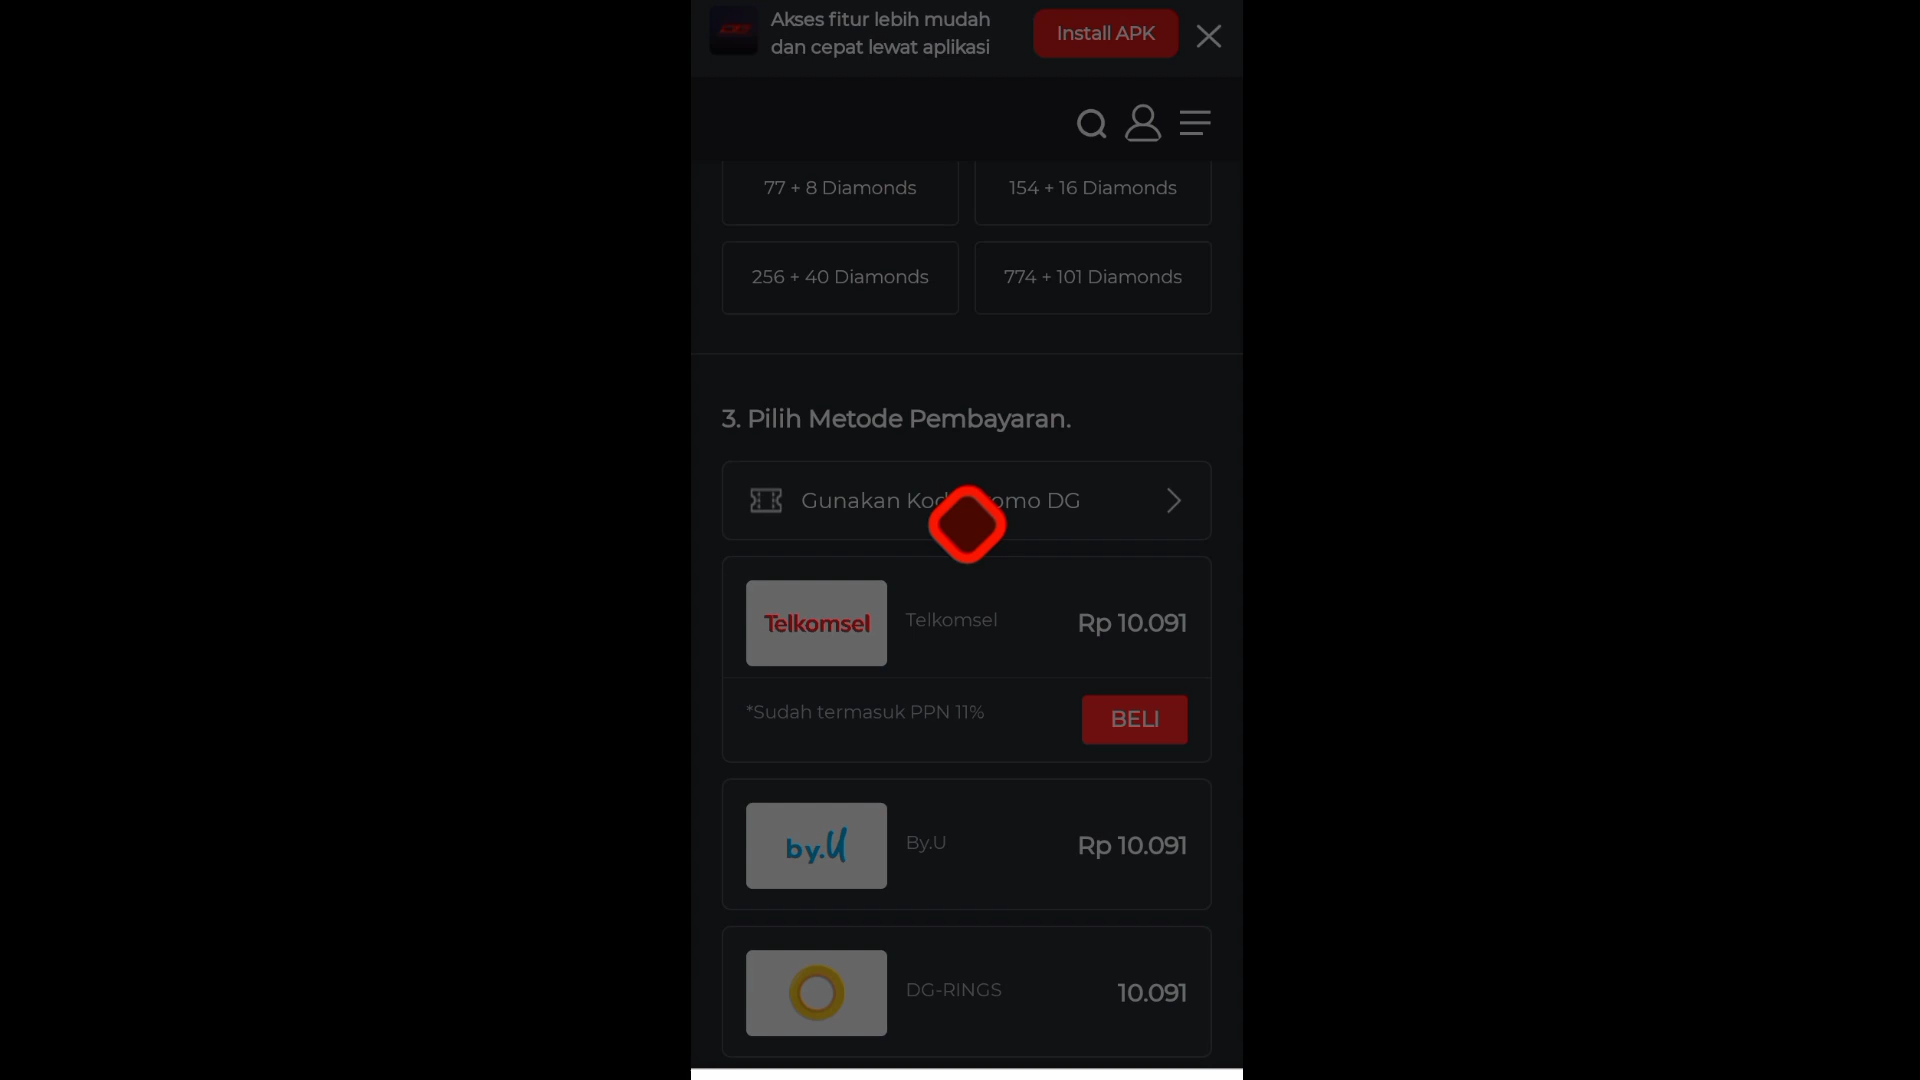 Akses fitur lebih mudah
dan cepat lewat aplikasi
Install APK
77 + 8 Diamonds
154 + 16 Diamonds
256 + 40 Diamonds
774 + 101 Diamonds
3. Pilih Metode Pembayaran.
Gunakan DG
Telkomsel
Telkomsel
Rp 10.091
*Sudah termasuk PPN 11%
BELI
by.U
By.U
Rp 10.091
DG-RINGS
10.091